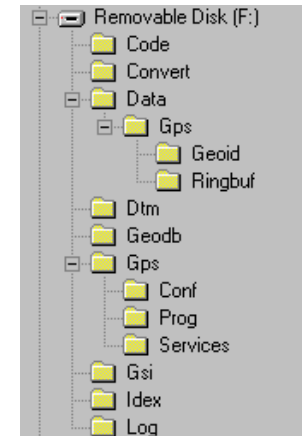 Removable Disk (F:)
Code
Convert
Data
Gps
Geoid
Ringbuf
Dtm
Geodb
Gps
Conf
Prog
Services
Gsi
Idex
Log